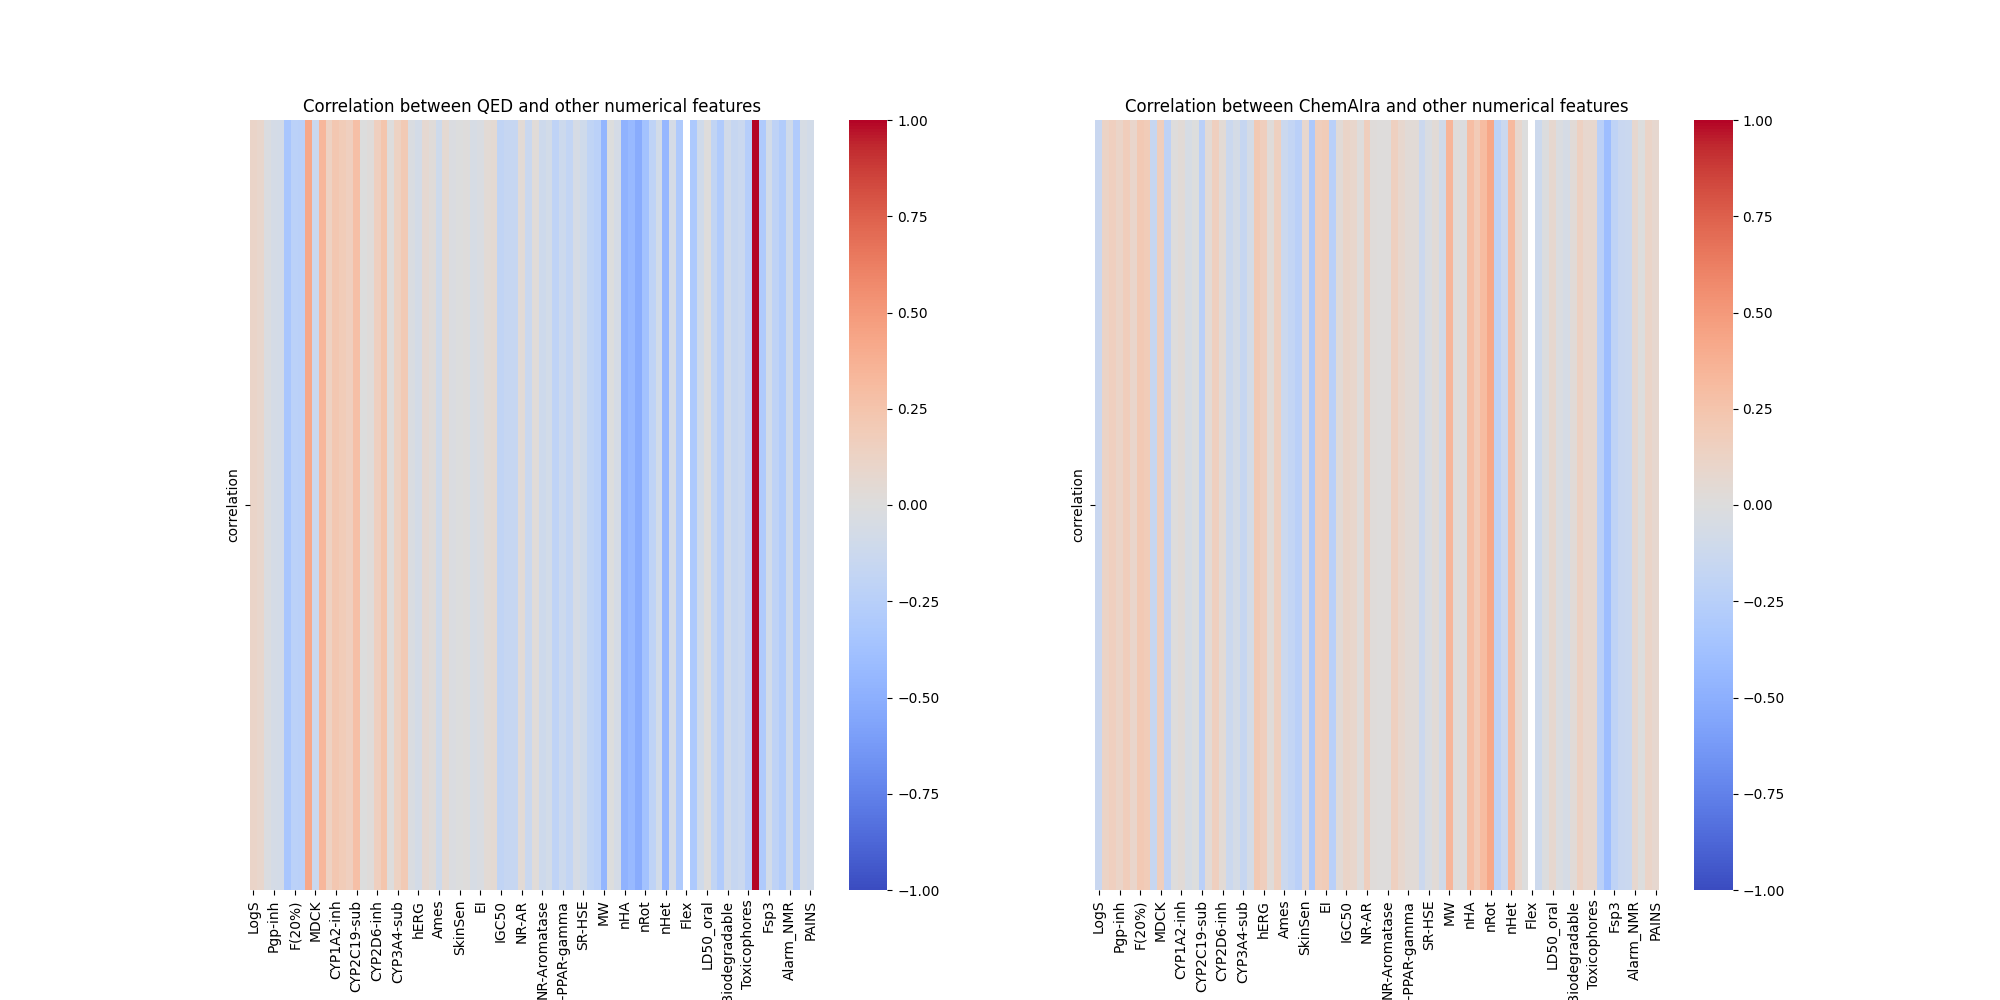 Correlation between QED and other numerical features
correlation
1.00
0.75
0.50
0.25
0.00
−0.25
−0.50
−0.75
−1.00
LogS
Pgp-inh
F(20%)
MDCK
CYP1A2-inh
CYP2C19-sub
CYP2D6-inh
CYP3A4-sub
hERG
Ames
SkinSen
EI
IGC50
NR-AR
NR-Aromatase
-PPAR-gamma
SR-HSE
MW
nHA
nRot
nHet
Flex
LD50_oral
Biodegradable
Toxicophores
Fsp3
Alarm_NMR
PAINS
Correlation between ChemAIra and other numerical features
correlation
1.00
0.75
0.50
0.25
0.00
−0.25
−0.50
−0.75
−1.00
LogS
Pgp-inh
F(20%)
MDCK
CYP1A2-inh
CYP2C19-sub
CYP2D6-inh
CYP3A4-sub
hERG
Ames
SkinSen
EI
IGC50
NR-AR
NR-Aromatase
-PPAR-gamma
SR-HSE
MW
nHA
nRot
nHet
Flex
LD50_oral
Biodegradable
Toxicophores
Fsp3
Alarm_NMR
PAINS